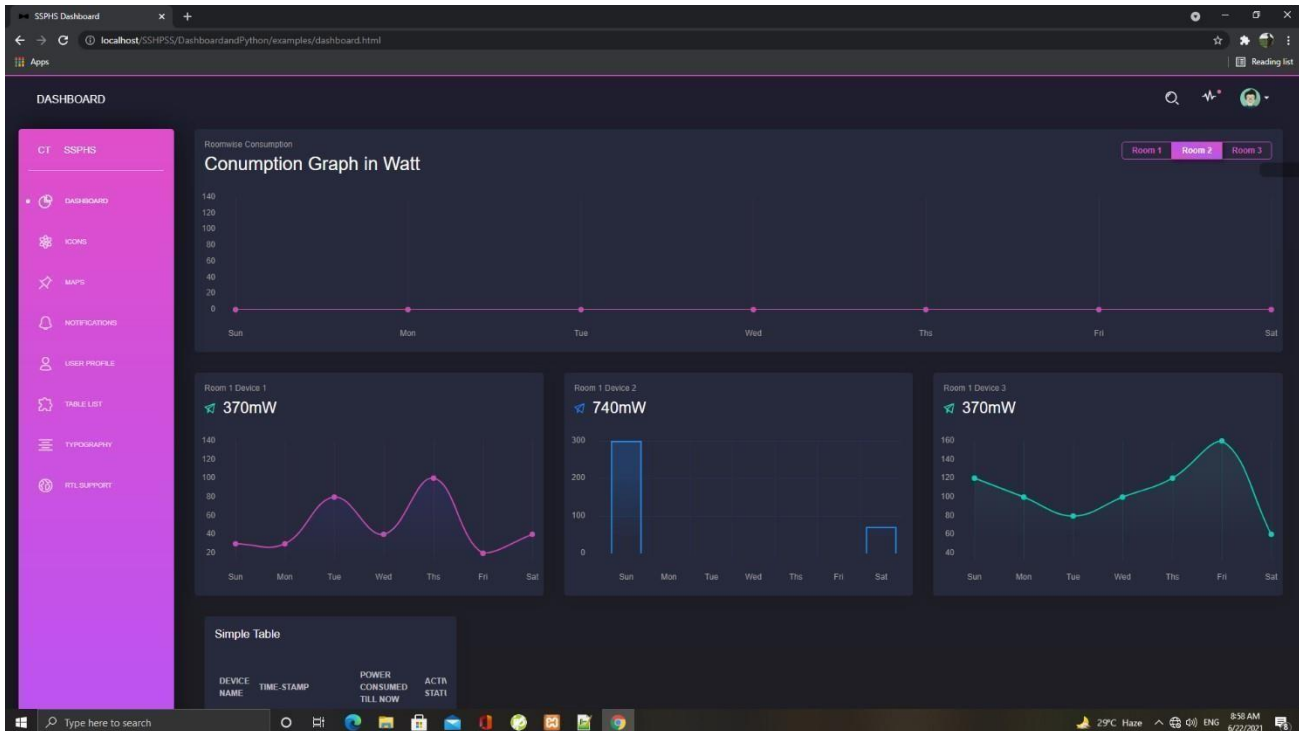 SSPHS Dashboard
localhost/SSHPSS/DashboardandPython/examples/dashboard.html
Apps
Reading list
DASHBOARD
CT SSPHS
DASHBOARD
ICONS
MAPS
NOTIFICATIONS
USER PROFILE
TABLE LIST
TYPOGRAPHY
RTL SUPPORT
Roomwise Consumption
Conumption Graph in Watt
Room 1 Room 2 Room 3
140
120
100
80
60
40
20
0
Sun Mon Tue Wed Ths Fri Sat
Room 1 Device 1
370mW
140
120
100
80
60
40
20
Sun Mon Tue Wed Ths Fri Sat
Room 1 Device 2
740mW
300
200
100
0
Sun Mon Tue Wed Ths Fri Sat
Room 1 Device 3
370mW
160
140
120
100
80
60
40
Sun Mon Tue Wed Ths Fri Sat
Simple Table
DEVICE NAME
TIME-STAMP
POWER CONSUMED TILL NOW
Type here to search
29°C Haze
ENG
8:58 AM
6/22/2021